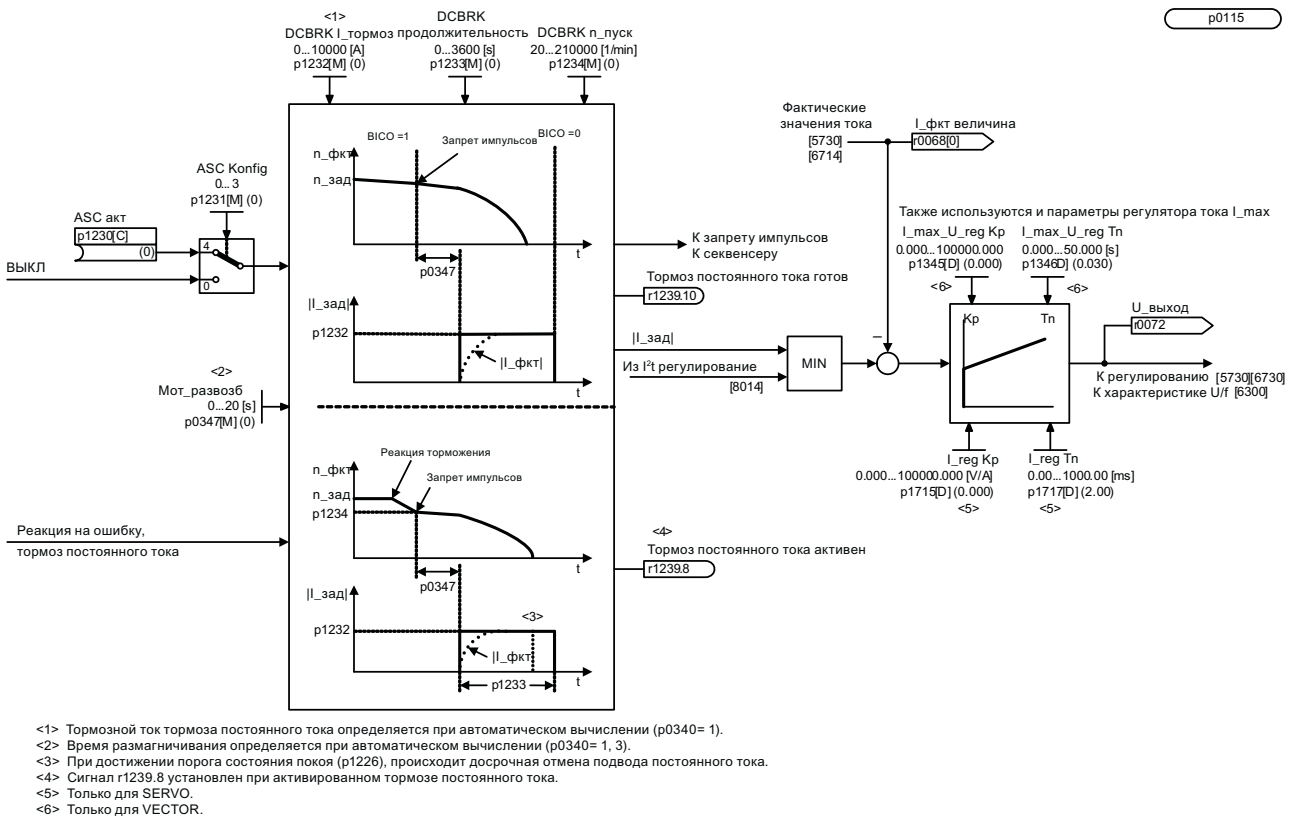 <1>
DCBRK I_тормоз
0...10000 [A]
p1232[M] (0)
DCBRK
продолжительность
0...3600 [s]
p1233[M] (0)
DCBRK n_пуск
20...210000 [1/min]
p1234[M] (0)
p0115
BICO =1
Запрет импульсов
BICO =0
n_фкт
n_зад
t
p0347
|I_зад|
p1232
|I_фкт|
t
ASC Konfig
0... 3
p1231[M] (0)
ASC акт
p1230[C]
(0)
4
0
ВЫКЛ
<2>
Мот_развозб
0...20 [s]
p0347[M] (0)
Реакция на ошибку,
тормоз постоянного тока
Реакция торможения
Запрет импульсов
n_фкт
n_зад
p1234
t
p0347
|I_зад|
p1232
<3>
|I_фкт|
t
p1233
К запрету импульсов
К секвенсеру
Тормоз постоянного тока готов
r1239.10
|I_зад|
Из I²t регулирование
[8014]
MIN
<4>
Тормоз постоянного тока активен
r1239.8
Фактические
значения тока
[5730]
[6714]
I_фкт величина
r0068[0]
–
Также используются и параметры регулятора тока I_max
I_max_U_reg Kp
0.000...100000.000
p1345[D] (0.000)
<6>
I_max_U_reg Tn
0.000...50.000 [s]
p1346[D] (0.030)
<6>
Kp
Tn
U_выход
r0072
К регулированию [5730][6730]
К характеристике U/f [6300]
I_reg Kp
0.000...100000.000 [V/A]
p1715[D] (0.000)
<5>
I_reg Tn
0.00...1000.00 [ms]
p1717[D] (2.00)
<5>
<1> Тормозной ток тормоза постоянного тока определяется при автоматическом вычислении (p0340= 1).
<2> Время размагничивания определяется при автоматическом вычислении (p0340= 1, 3).
<3> При достижении порога состояния покоя (p1226), происходит досрочная отмена подвода постоянного тока.
<4> Сигнал r1239.8 установлен при активированном тормозе постоянного тока.
<5> Только для SERVO.
<6> Только для VECTOR.